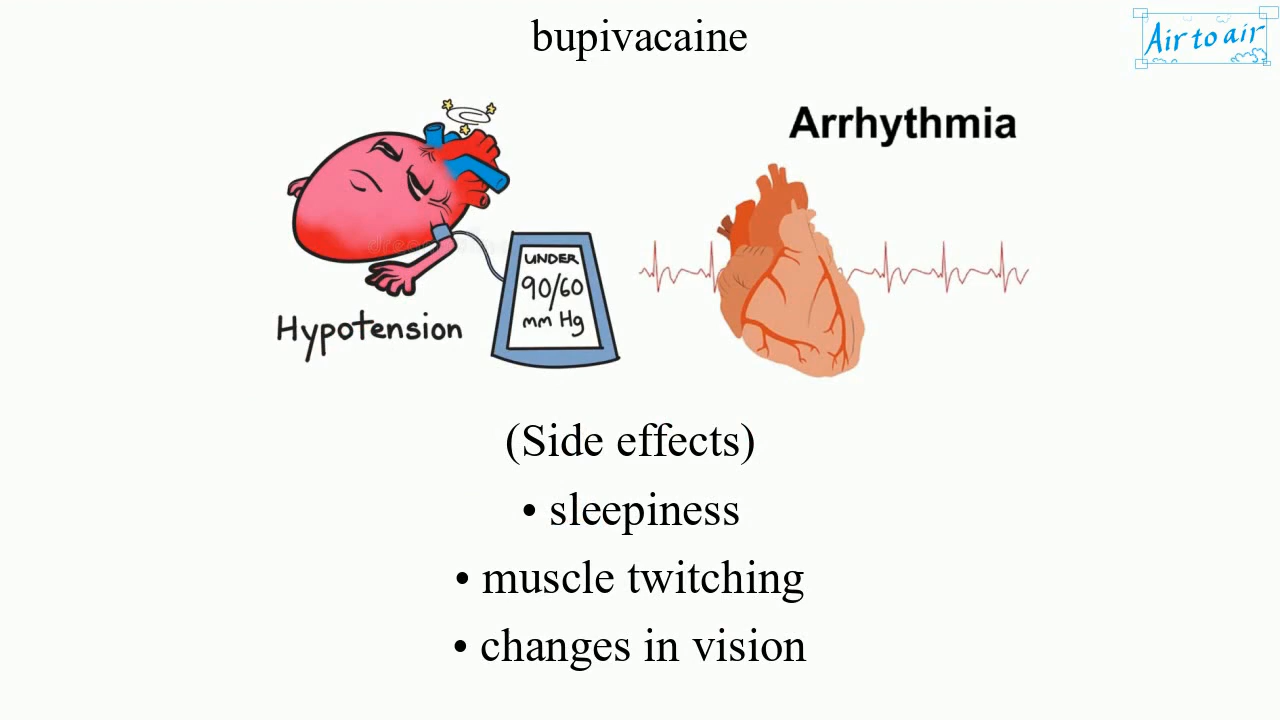 bupivacaine
Air to air
Arrhythmia
UNDER
90/60
mm Hg
Hypotension
(Side effects)
• sleepiness
• muscle twitching
• changes in vision